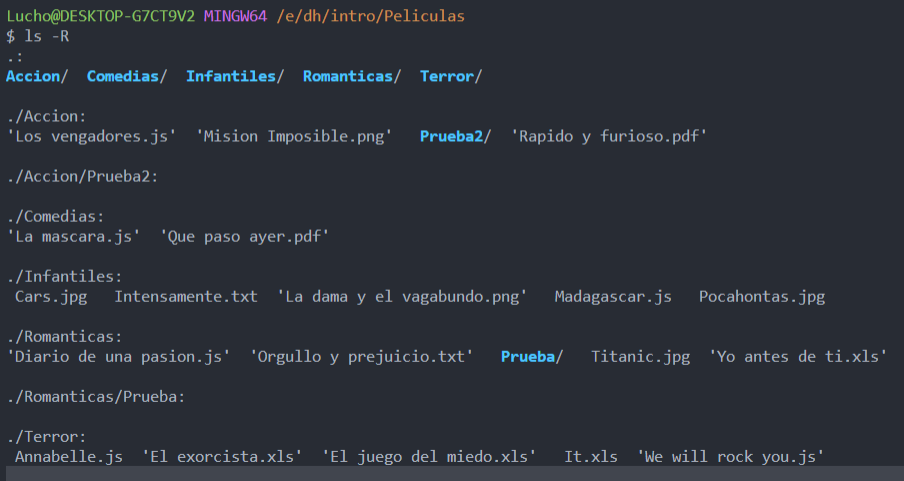 Lucho@DESKTOP-G7CT9V2 MINGW64 /e/dh/intro/Peliculas
$ ls -R
.:
Accion/  Comedias/  Infantiles/  Romanticas/  Terror/

./Accion:
'Los vengadores.js'  'Mision Imposible.png'   Prueba2/  'Rapido y furioso.pdf'

./Accion/Prueba2:

./Comedias:
'La mascara.js'  'Que paso ayer.pdf'

./Infantiles:
 Cars.jpg   Intensamente.txt  'La dama y el vagabundo.png'   Madagascar.js   Pocahontas.jpg

./Romanticas:
'Diario de una pasion.js'  'Orgullo y prejuicio.txt'   Prueba/   Titanic.jpg  'Yo antes de ti.xls'

./Romanticas/Prueba:

./Terror:
 Annabelle.js  'El exorcista.xls'  'El juego del miedo.xls'   It.xls  'We will rock you.js'